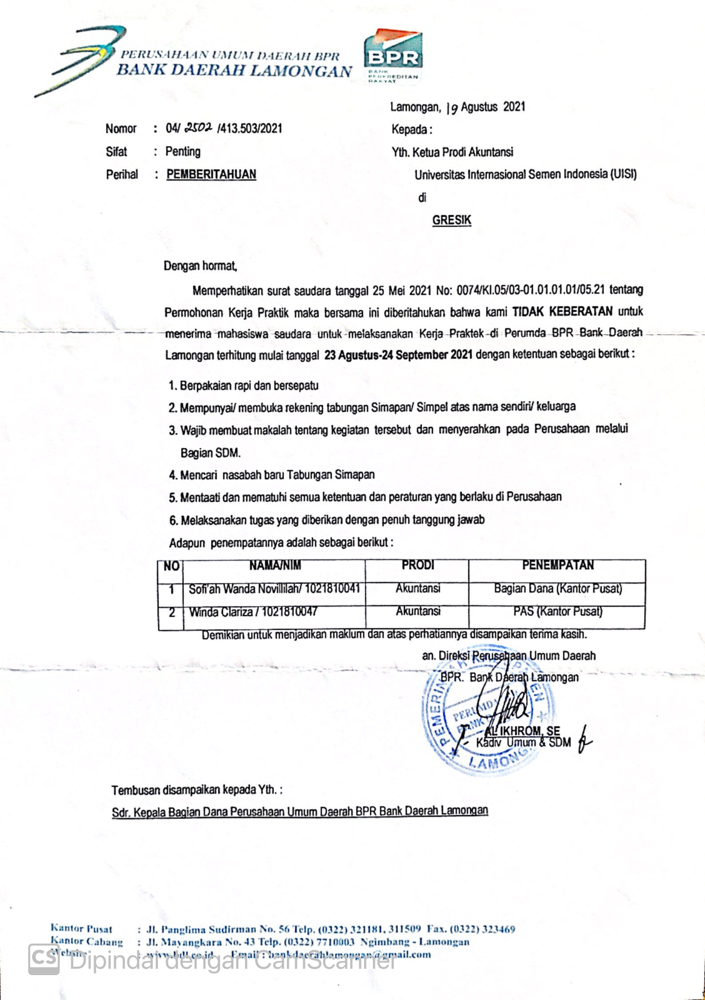 PERUSAHAAN UMUM DAERAH BPR
BANK DAERAH LAMONGAN
BPR
BANK
PERKREDITAN
RAKYAT
Lamongan, 19 Agustus 2021
Nomor : 04/ 2502 /413.503/2021
Kepada :
Sifat : Penting
Yth. Ketua Prodi Akuntansi
Perihal : PEMBERITAHUAN
Universitas Internasional Semen Indonesia (UISI)
di
GRESIK
Dengan hormat,
Memperhatikan surat saudara tanggal 25 Mei 2021 No: 0074/KI.05/03-01.01.01.01/05.21 tentang
Permohonan Kerja Praktik maka bersama ini diberitahukan bahwa kami TIDAK KEBERATAN untuk
menerima mahasiswa saudara untuk melaksanakan Kerja Praktek di Perumda BPR Bank Daerah
Lamongan terhitung mulai tanggal 23 Agustus-24 September 2021 dengan ketentuan sebagai berikut :
1. Berpakaian rapi dan bersepatu
2. Mempunyai/ membuka rekening tabungan Simapan/ Simpel atas nama sendiri/ keluarga
3. Wajib membuat makalah tentang kegiatan tersebut dan menyerahkan pada Perusahaan melalui
Bagian SDM.
4. Mencari nasabah baru Tabungan Simapan
5. Mentaati dan mematuhi semua ketentuan dan peraturan yang berlaku di Perusahaan
6. Melaksanakan tugas yang diberikan dengan penuh tanggung jawab
Adapun penempatannya adalah sebagai berikut :
NO NAMA/NIM PRODI PENEMPATAN
1 Sofi'ah Wanda Novillilah/ 1021810041 Akuntansi Bagian Dana (Kantor Pusat)
2 Winda Clariza / 1021810047 Akuntansi PAS (Kantor Pusat)
Demikian untuk menjadikan maklum dan atas perhatiannya disampaikan terima kasih.
an. Direksi Perusahaan Umum Daerah
BPR. Bank Daerah Lamongan
PERUMDA
BANK
LAMONG
AL IKHROM, SE
Kadiv Umum & SDM
Tembusan disampaikan kepada Yth. :
Sdr. Kepala Bagian Dana Perusahaan Umum Daerah BPR Bank Daerah Lamongan
Kantor Pusat : Jl. Panglima Sudirman No. 56 Telp. (0322) 321181, 311509 Fax. (0322) 323469
Kantor Cabang : Jl. Mayangkara No. 43 Telp. (0322) 7710003 Ngimbang - Lamongan
Website : www.bdl.co.id Email : bankdaerahlamongan@gmail.com
CS Dipindai dengan CamScanner